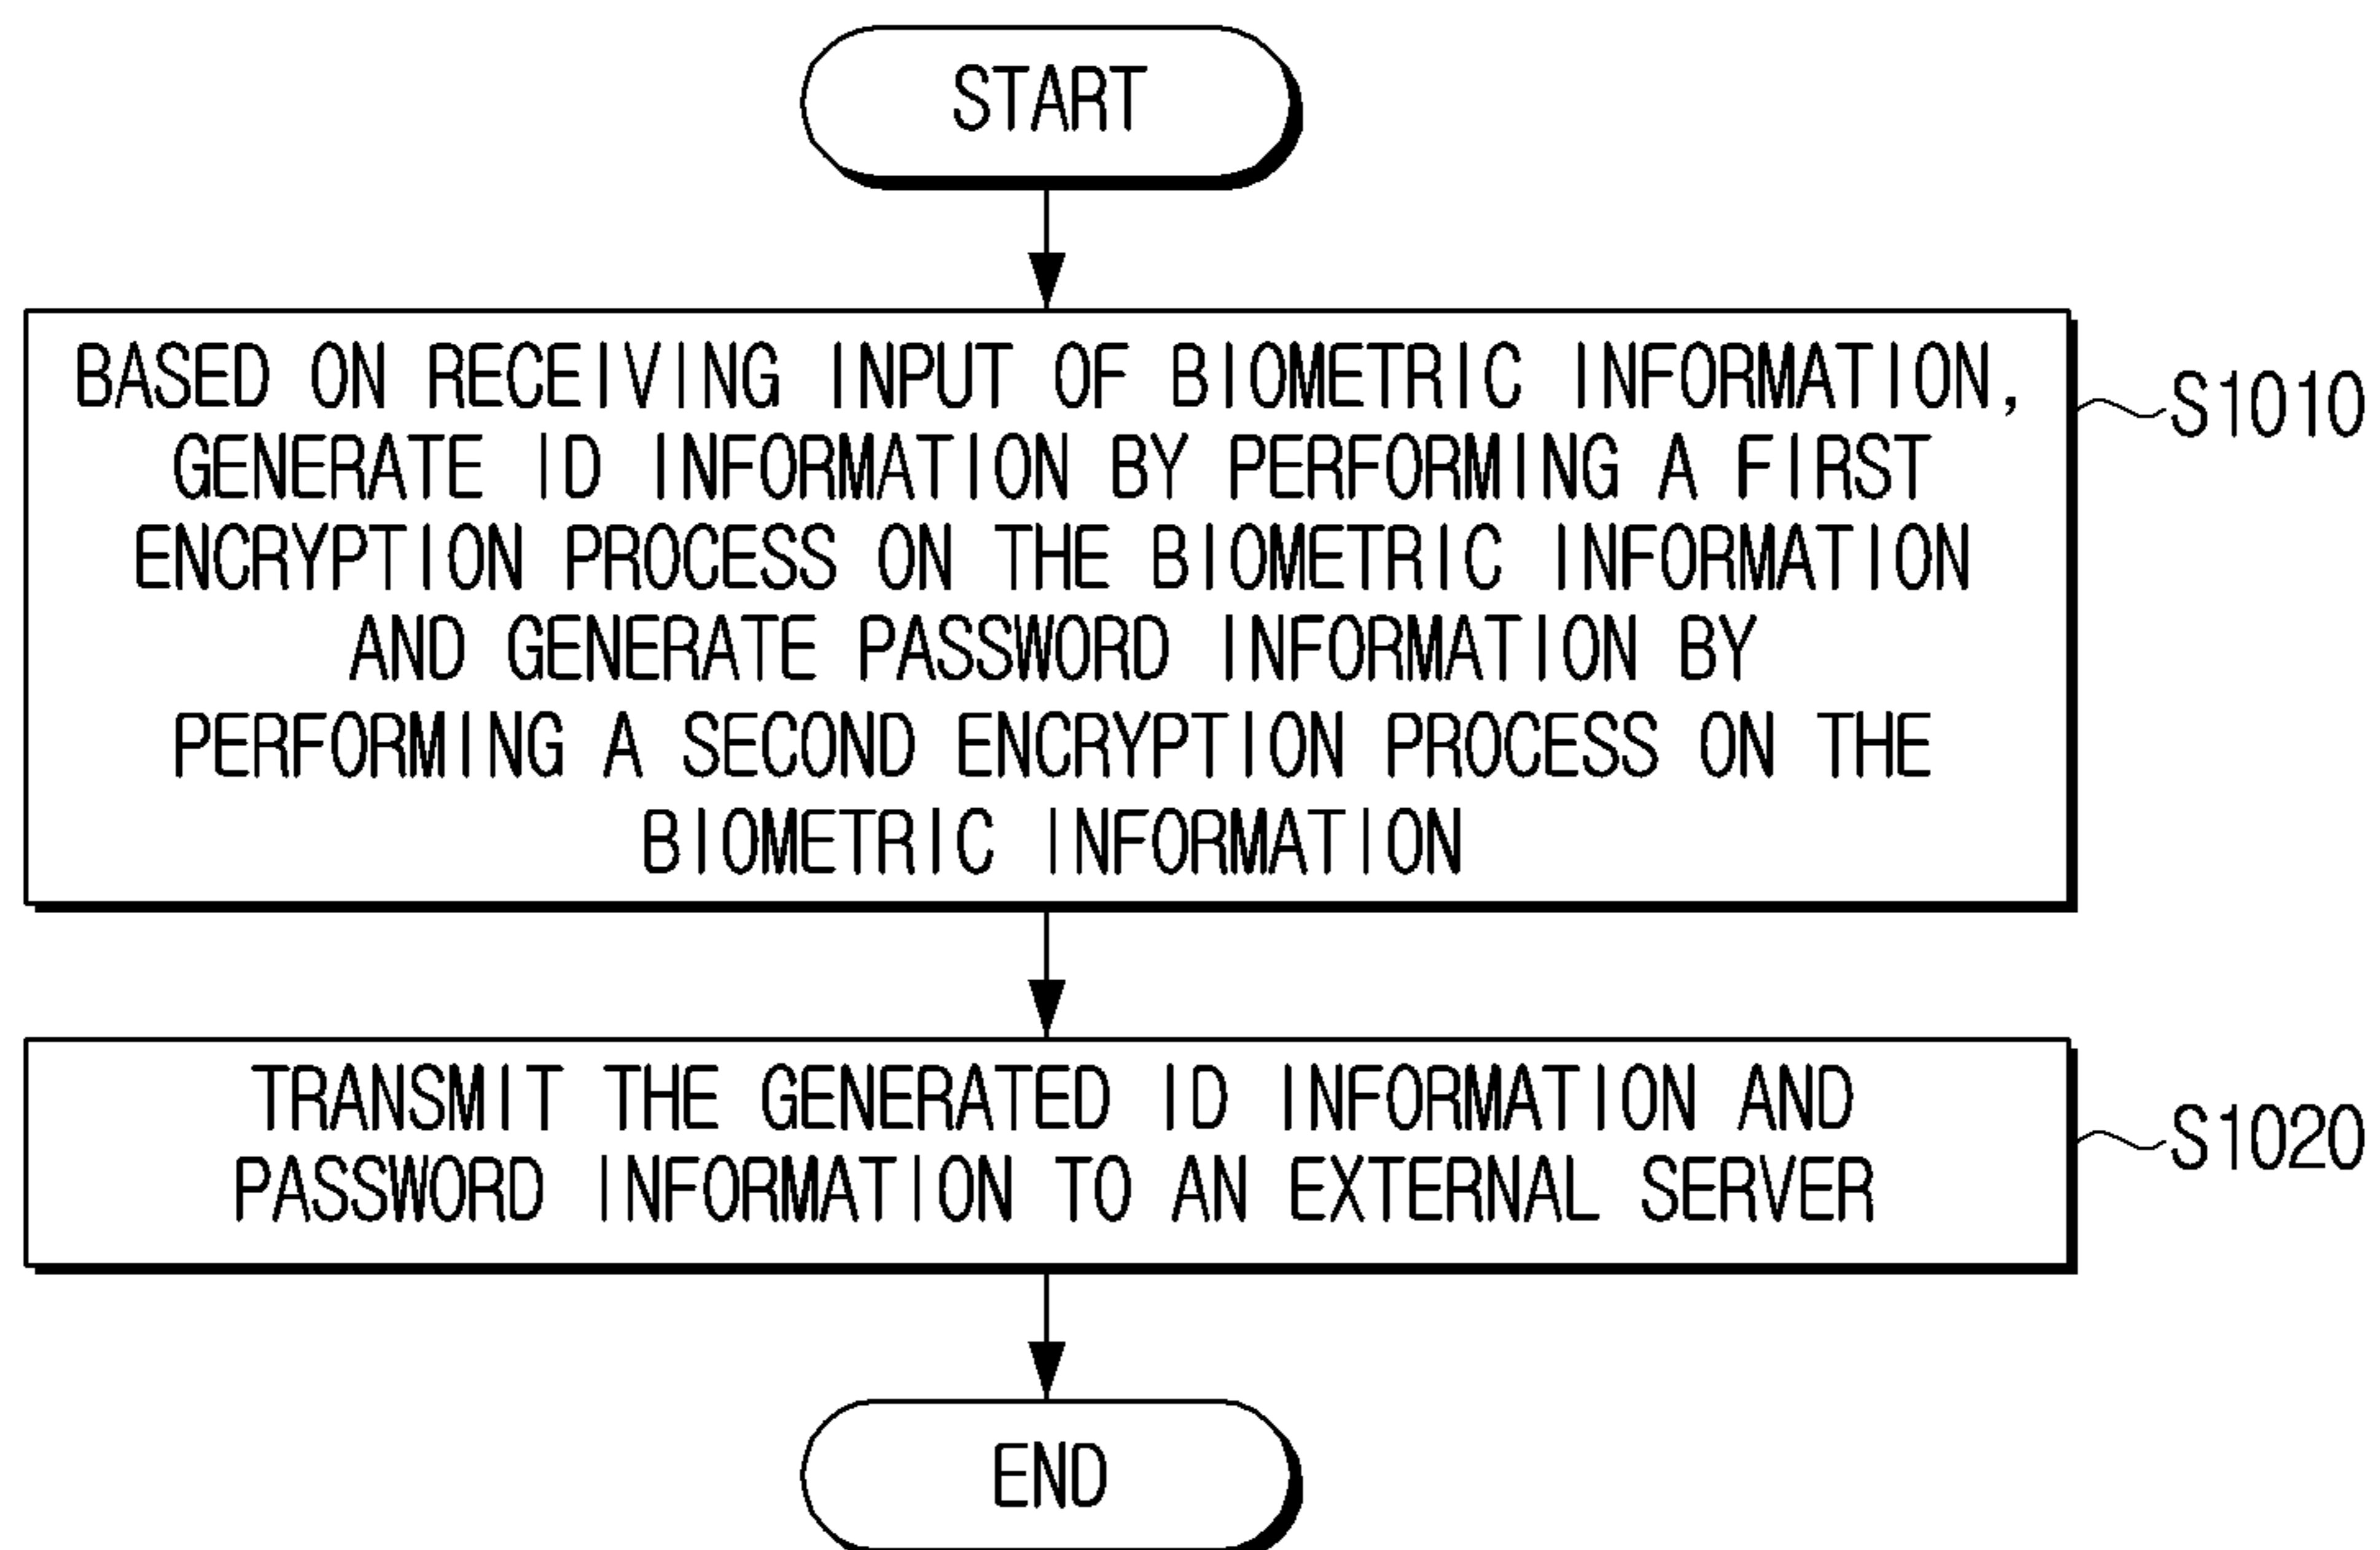 START
BASED ON RECEIVING INPUT OF BIOMETRIC INFORMATION,
GENERATE ID INFORMATION BY PERFORMING A FIRST
ENCRYPTION PROCESS ON THE BIOMETRIC INFORMATION
AND GENERATE PASSWORD INFORMATION BY
PERFORMING A SECOND ENCRYPTION PROCESS ON THE
BIOMETRIC INFORMATION
S1010
TRANSMIT THE GENERATED ID INFORMATION AND
PASSWORD INFORMATION TO AN EXTERNAL SERVER
S1020
END